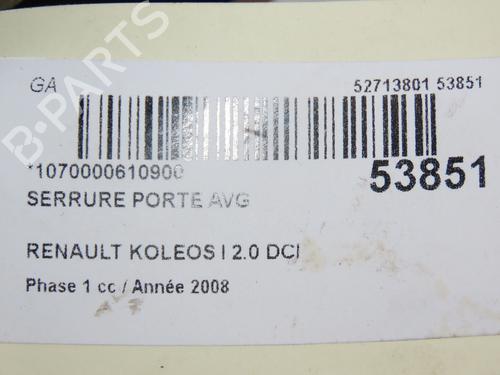 B-PARTS
GA
52713801 53851
*1070000610900
53851
SERRURE PORTE AVG
RENAULT KOLEOS I 2.0 DCI
Phase 1 cc / Année 2008